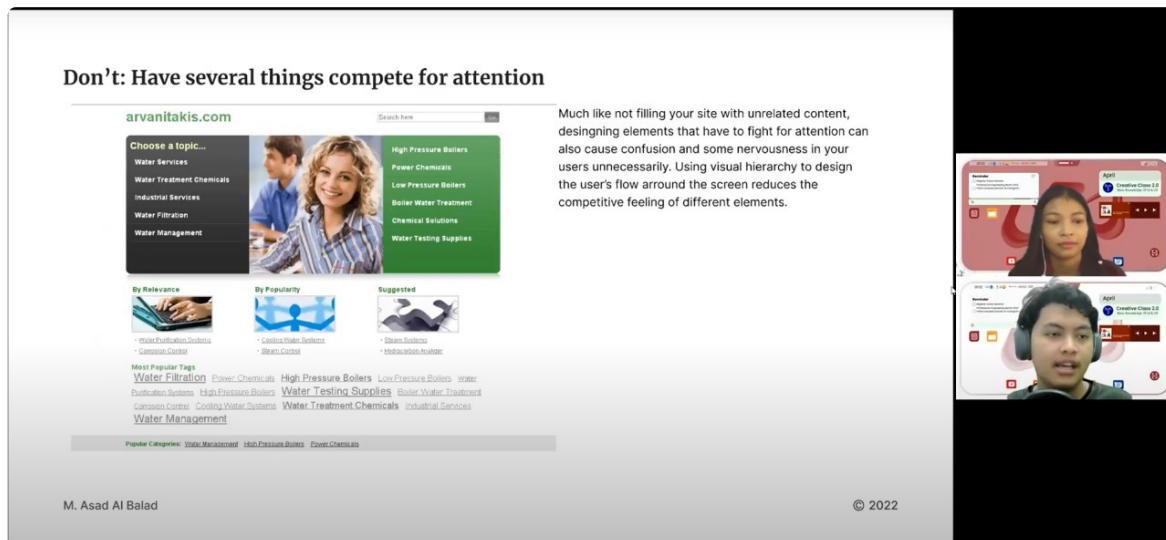 Don't: Have several things compete for attention
arvanitakis.com
Search here
Choose a topic...
Water Services
Water Treatment Chemicals
Industrial Services
Water Filtration
Water Management
High Pressure Boilers
Power Chemicals
Low Pressure Boilers
Boiler Water Treatment
Chemical Solutions
Water Testing Supplies
By Relevance
By Popularity
Suggested
· Water Purification Systems
· Corrosion Control
· Cooling Water Systems
· Steam Control
· Steam Systems
· Hydrocarbon Analyzer
Most Popular Tags
Water Filtration Power Chemicals High Pressure Boilers Low Pressure Boilers Water
Purification Systems High Pressure Boilers Water Testing Supplies Boiler Water Treatment
Corrosion Control Cooling Water Systems Water Treatment Chemicals Industrial Services
Water Management
Popular Categories: Water Management High Pressure Boilers Power Chemicals
Much like not filling your site with unrelated content,
desingning elements that have to fight for attention can
also cause confusion and some nervousness in your
users unnecessarily. Using visual hierarchy to design
the user's flow arround the screen reduces the
competitive feeling of different elements.
M. Asad Al Balad
© 2022
Reminder
April
Creative Class 2.0
Reminder
April
Creative Class 2.0